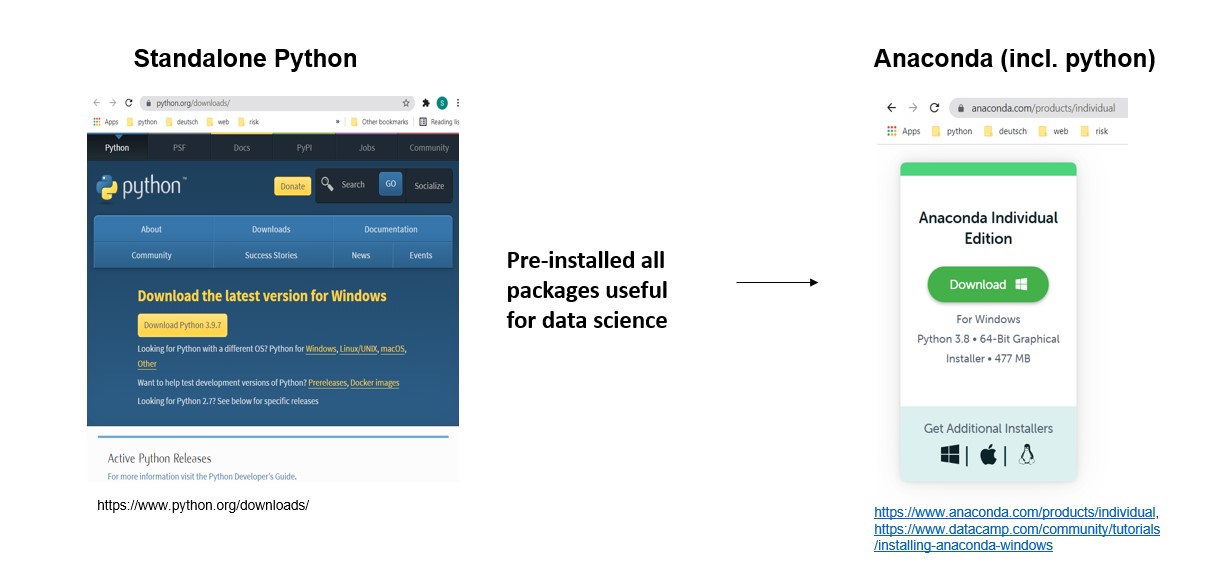 Standalone Python
python.org/downloads/
Apps python deutsch web risk » Other bookmarks Reading lis
Python PSF Docs PyPI Jobs Community
python™
Donate Search GO Socialize
About Downloads Documentation
Community Success Stories News Events
Download the latest version for Windows
Download Python 3.9.7
Looking for Python with a different OS? Python for Windows, Linux/UNIX, macOS,
Other
Want to help test development versions of Python? Prereleases, Docker images
Looking for Python 2.7? See below for specific releases
Active Python Releases
For more information visit the Python Developer's Guide.
https://www.python.org/downloads/
Pre-installed all
packages useful
for data science
Anaconda (incl. python)
anaconda.com/products/individual
Apps python deutsch web risk
Anaconda Individual
Edition
Download
For Windows
Python 3.8 • 64-Bit Graphical
Installer • 477 MB
Get Additional Installers
https://www.anaconda.com/products/individual,
https://www.datacamp.com/community/tutorials
/installing-anaconda-windows